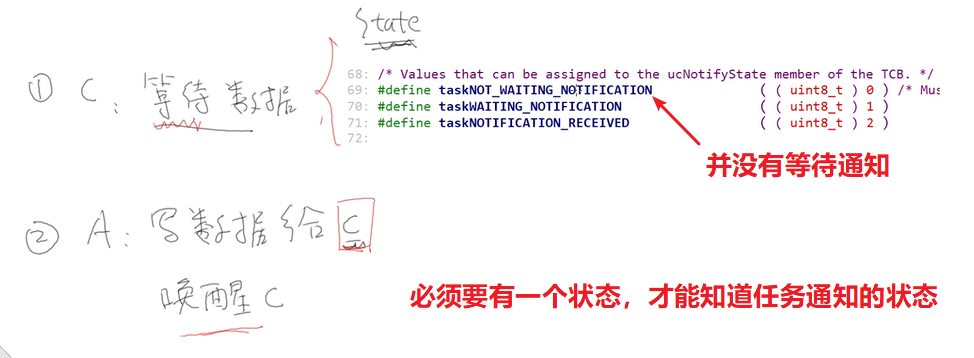 State
① C: 等待数据
68: /* Values that can be assigned to the ucNotifyState member of the TCB. */
69: #define taskNOT_WAITING_NOTIFICATION ( ( uint8_t ) 0 ) /* Mus
70: #define taskWAITING_NOTIFICATION ( ( uint8_t ) 1 )
71: #define taskNOTIFICATION_RECEIVED ( ( uint8_t ) 2 )
72:
并没有等待通知
② A: 写数据给C
唤醒C
必须要有一个状态，才能知道任务通知的状态